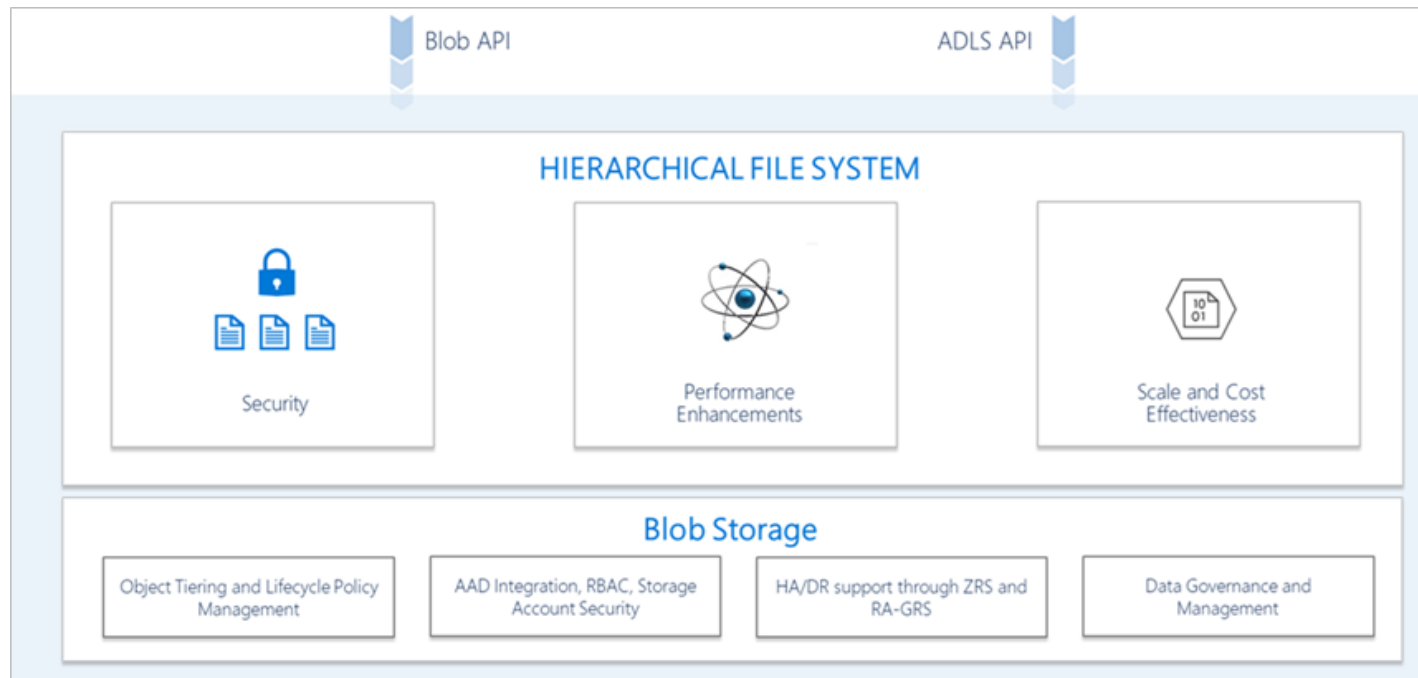 Blob API
ADLS API
HIERARCHICAL FILE SYSTEM
Security
Performance
Enhancements
10
01
Scale and Cost
Effectiveness
Blob Storage
Object Tiering and Lifecycle Policy
Management
AAD Integration, RBAC, Storage
Account Security
HA/DR support through ZRS and
RA-GRS
Data Governance and
Management